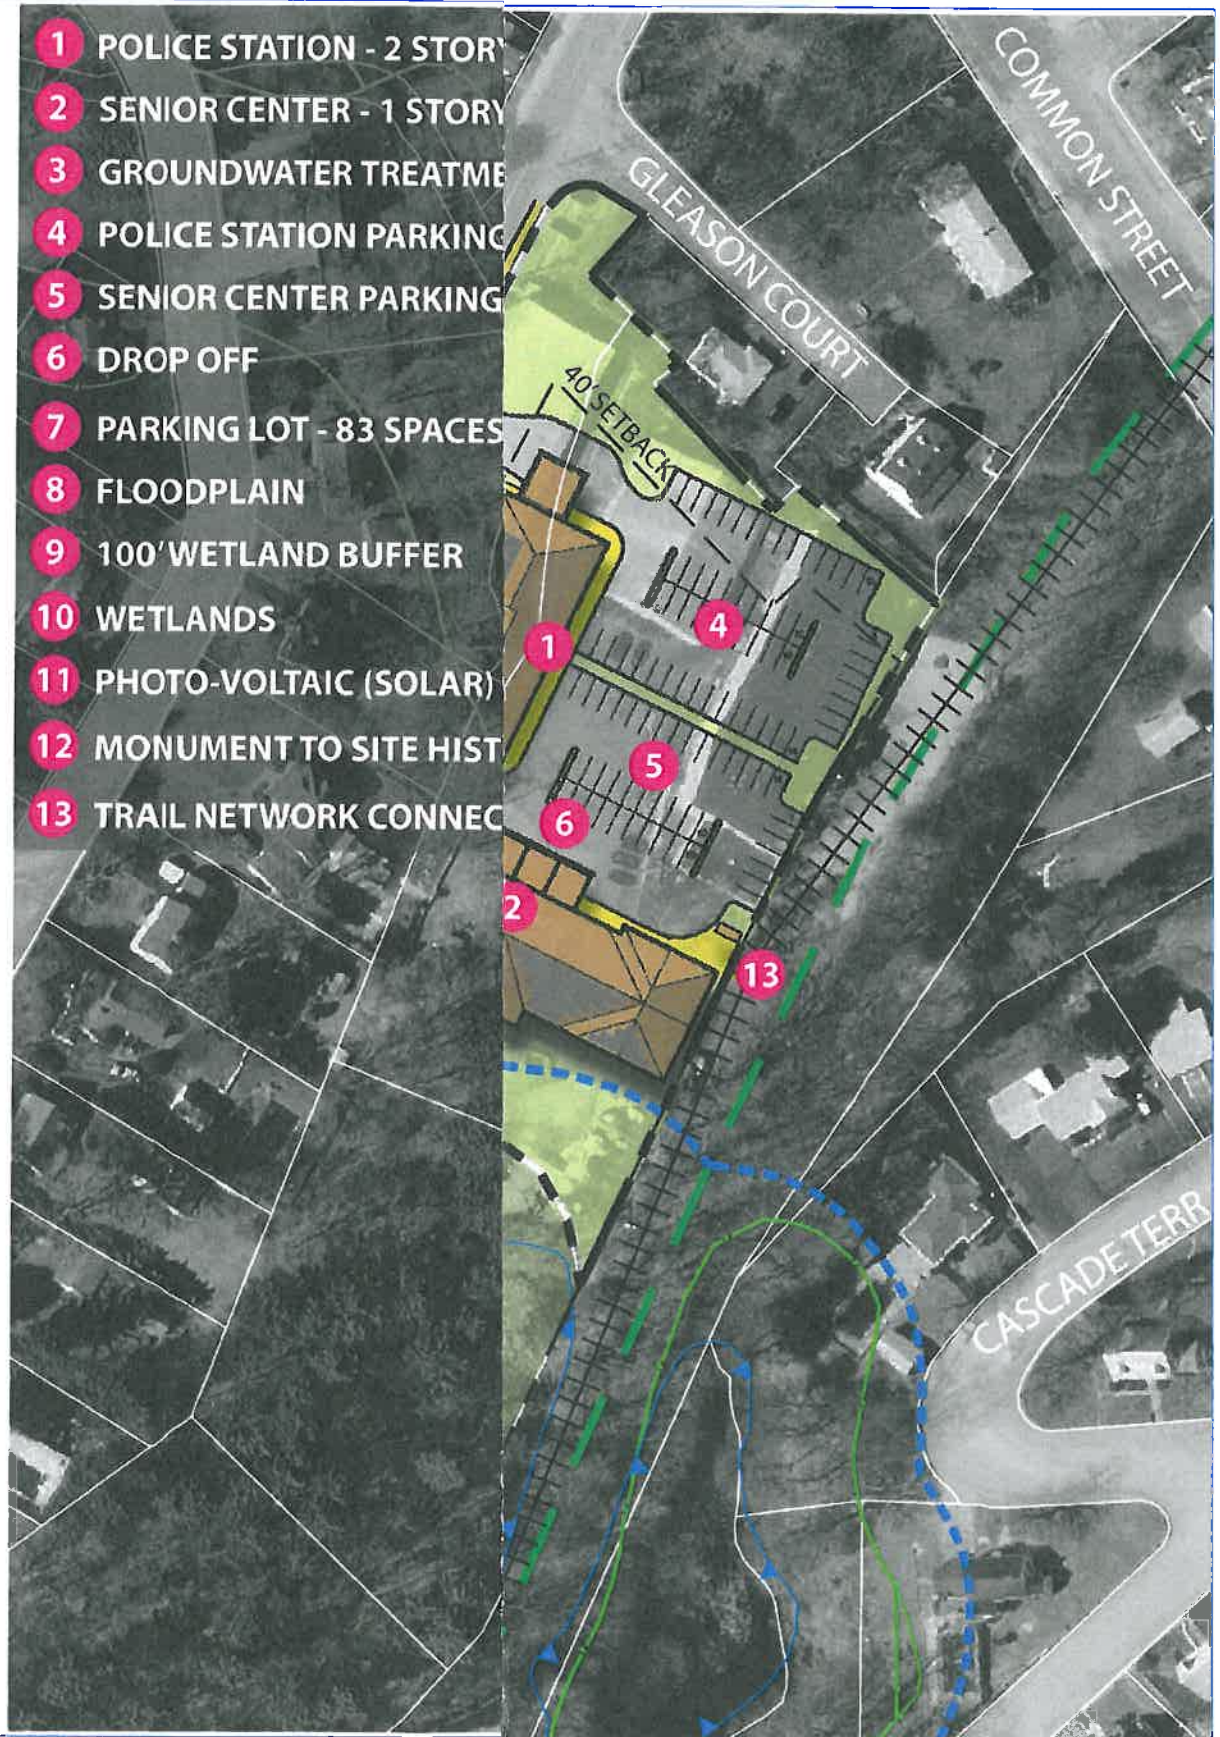 1 POLICE STATION - 2 STORY
2 SENIOR CENTER - 1 STORY
3 GROUNDWATER TREATME
4 POLICE STATION PARKING
5 SENIOR CENTER PARKING
6 DROP OFF
7 PARKING LOT - 83 SPACES
8 FLOODPLAIN
9 100' WETLAND BUFFER
10 WETLANDS
11 PHOTO-VOLTAIC (SOLAR)
12 MONUMENT TO SITE HIST
13 TRAIL NETWORK CONNEC
COMMON STREET
GLEASON COURT
40' SETBACK
4
1
5
6
2
13
CASCADE TERR